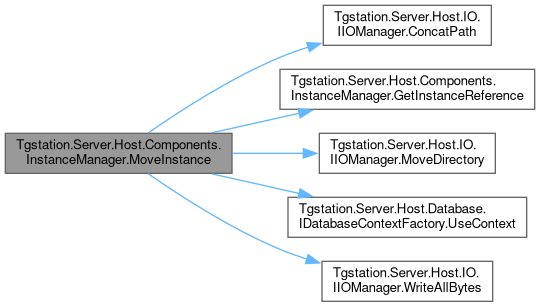 Tgstation.Server.Host.IO.
IIOManager.ConcatPath
Tgstation.Server.Host.Components.
InstanceManager.GetInstanceReference
Tgstation.Server.Host.Components.
InstanceManager.MoveInstance
Tgstation.Server.Host.IO.
IIOManager.MoveDirectory
Tgstation.Server.Host.Database.
IDatabaseContextFactory.UseContext
Tgstation.Server.Host.IO.
IIOManager.WriteAllBytes